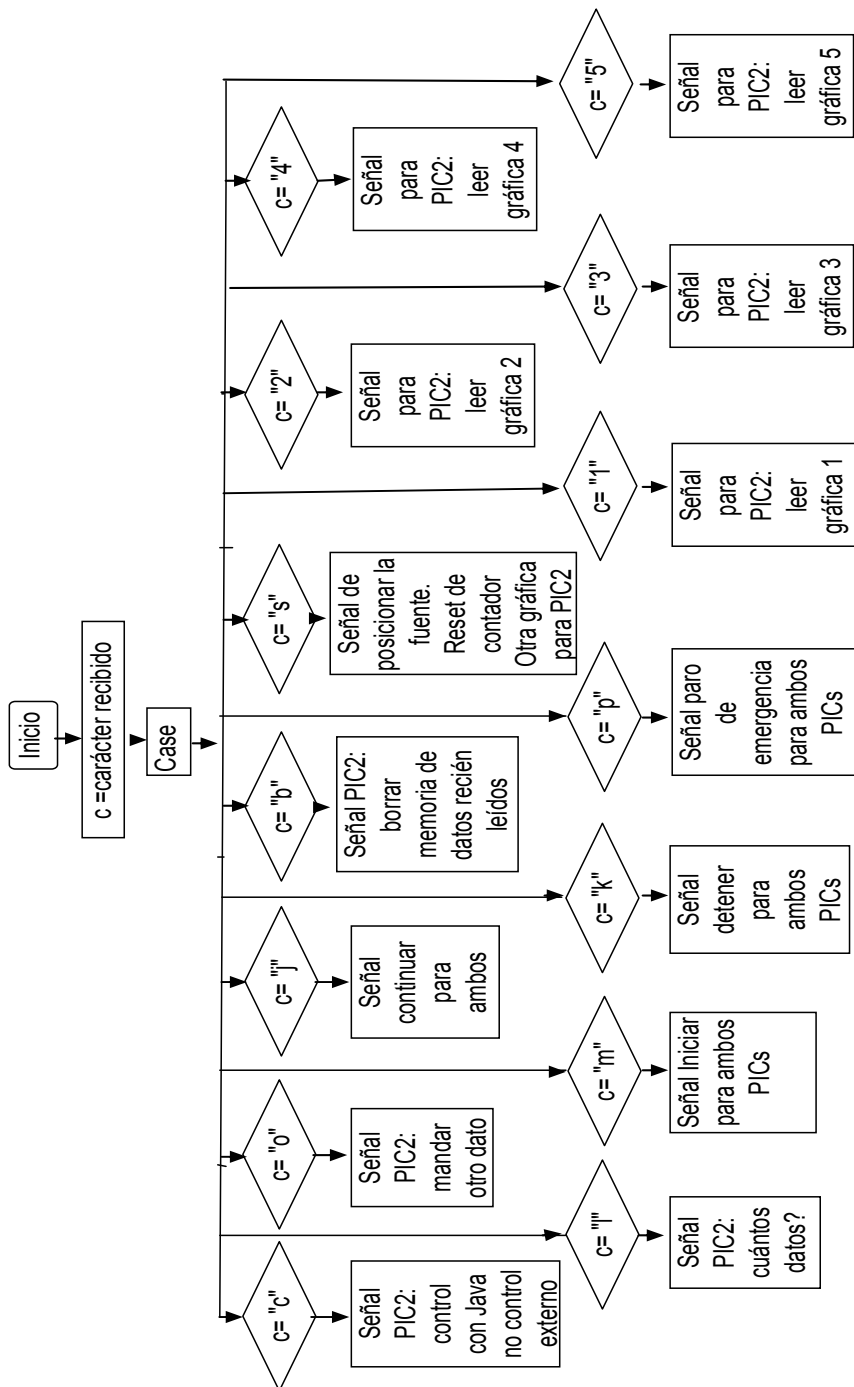 Inicio
c =carácter recibido
Case
c= "c"
Señal
PIC2:
control
con Java
no control
externo
c= "l"
Señal
PIC2:
cuántos
datos?
c= "o"
Señal
PIC2:
mandar
otro dato
c= "m"
Señal Iniciar
para ambos
PICs
c= "j"
Señal
continuar
para
ambos
c= "k"
Señal
detener
para
ambos
PICs
c= "b"
Señal PIC2:
borrar
memoria de
datos recién
leídos
c= "p"
Señal paro
de
emergencia
para ambos
PICs
c= "s"
Señal de
posicionar la
fuente.
Reset de
contador
Otra gráfica
para PIC2
c= "1"
Señal
para
PIC2:
leer
gráfica 1
c= "2"
Señal
para
PIC2:
leer
gráfica 2
c= "3"
Señal
para
PIC2:
leer
gráfica 3
c= "4"
Señal
para
PIC2:
leer
gráfica 4
c= "5"
Señal
para
PIC2:
leer
gráfica 5